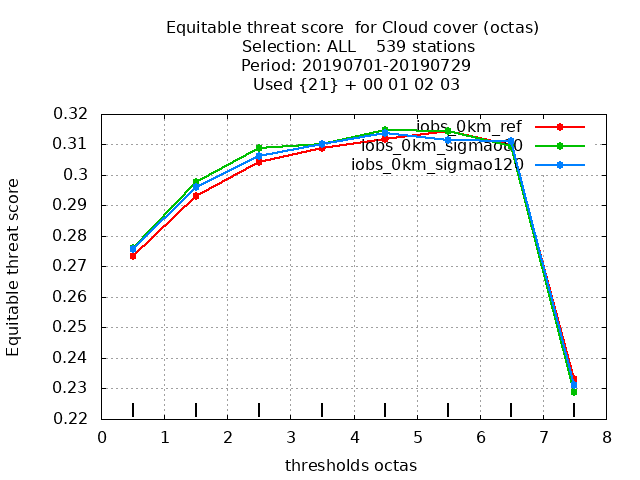 Equitable threat score  for Cloud cover (octas)
Selection: ALL    539 stations
Period: 20190701-20190729
Used {21} + 00 01 02 03
0.32
0.31
0.3
0.29
0.28
0.27
0.26
0.25
0.24
0.23
0.22
Equitable threat score
iobs_0km_ref
iobs_0km_sigmao60
iobs_0km_sigmao120
0 1 2 3 4 5 6 7 8
thresholds octas